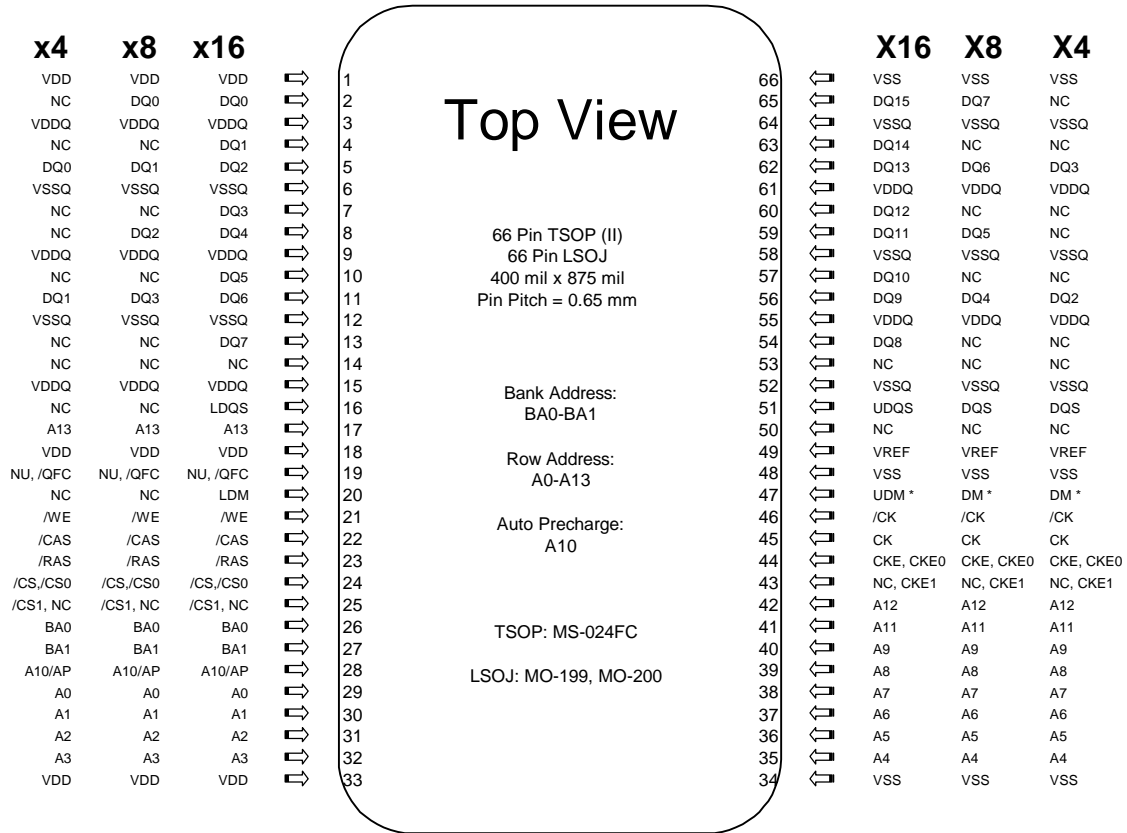 x4 x8 x16 X16 X8 X4
VDD VDD VDD 1 66 VSS VSS VSS
NC DQ0 DQ0 2 65 DQ15 DQ7 NC
VDDQ VDDQ VDDQ 3 Top View 64 VSSQ VSSQ VSSQ
NC NC DQ1 4 63 DQ14 NC NC
DQ0 DQ1 DQ2 5 62 DQ13 DQ6 DQ3
VSSQ VSSQ VSSQ 6 61 VDDQ VDDQ VDDQ
NC NC DQ3 7 60 DQ12 NC NC
NC DQ2 DQ4 8 66 Pin TSOP (II) 59 DQ11 DQ5 NC
VDDQ VDDQ VDDQ 9 66 Pin LSOJ 58 VSSQ VSSQ VSSQ
NC NC DQ5 10 400 mil x 875 mil 57 DQ10 NC NC
DQ1 DQ3 DQ6 11 Pin Pitch = 0.65 mm 56 DQ9 DQ4 DQ2
VSSQ VSSQ VSSQ 12 55 VDDQ VDDQ VDDQ
NC NC DQ7 13 54 DQ8 NC NC
NC NC NC 14 53 NC NC NC
VDDQ VDDQ VDDQ 15 Bank Address: 52 VSSQ VSSQ VSSQ
NC NC LDQS 16 BA0-BA1 51 UDQS DQS DQS
A13 A13 A13 17 50 NC NC NC
VDD VDD VDD 18 Row Address: 49 VREF VREF VREF
NU, /QFC NU, /QFC NU, /QFC 19 A0-A13 48 VSS VSS VSS
NC NC LDM 20 47 UDM * DM * DM *
/WE /WE /WE 21 Auto Precharge: 46 /CK /CK /CK
/CAS /CAS /CAS 22 A10 45 CK CK CK
/RAS /RAS /RAS 23 44 CKE, CKE0 CKE, CKE0 CKE, CKE0
/CS,/CS0 /CS,/CS0 /CS,/CS0 24 43 NC, CKE1 NC, CKE1 NC, CKE1
/CS1, NC /CS1, NC /CS1, NC 25 42 A12 A12 A12
BA0 BA0 BA0 26 TSOP: MS-024FC 41 A11 A11 A11
BA1 BA1 BA1 27 40 A9 A9 A9
A10/AP A10/AP A10/AP 28 LSOJ: MO-199, MO-200 39 A8 A8 A8
A0 A0 A0 29 38 A7 A7 A7
A1 A1 A1 30 37 A6 A6 A6
A2 A2 A2 31 36 A5 A5 A5
A3 A3 A3 32 35 A4 A4 A4
VDD VDD VDD 33 34 VSS VSS VSS